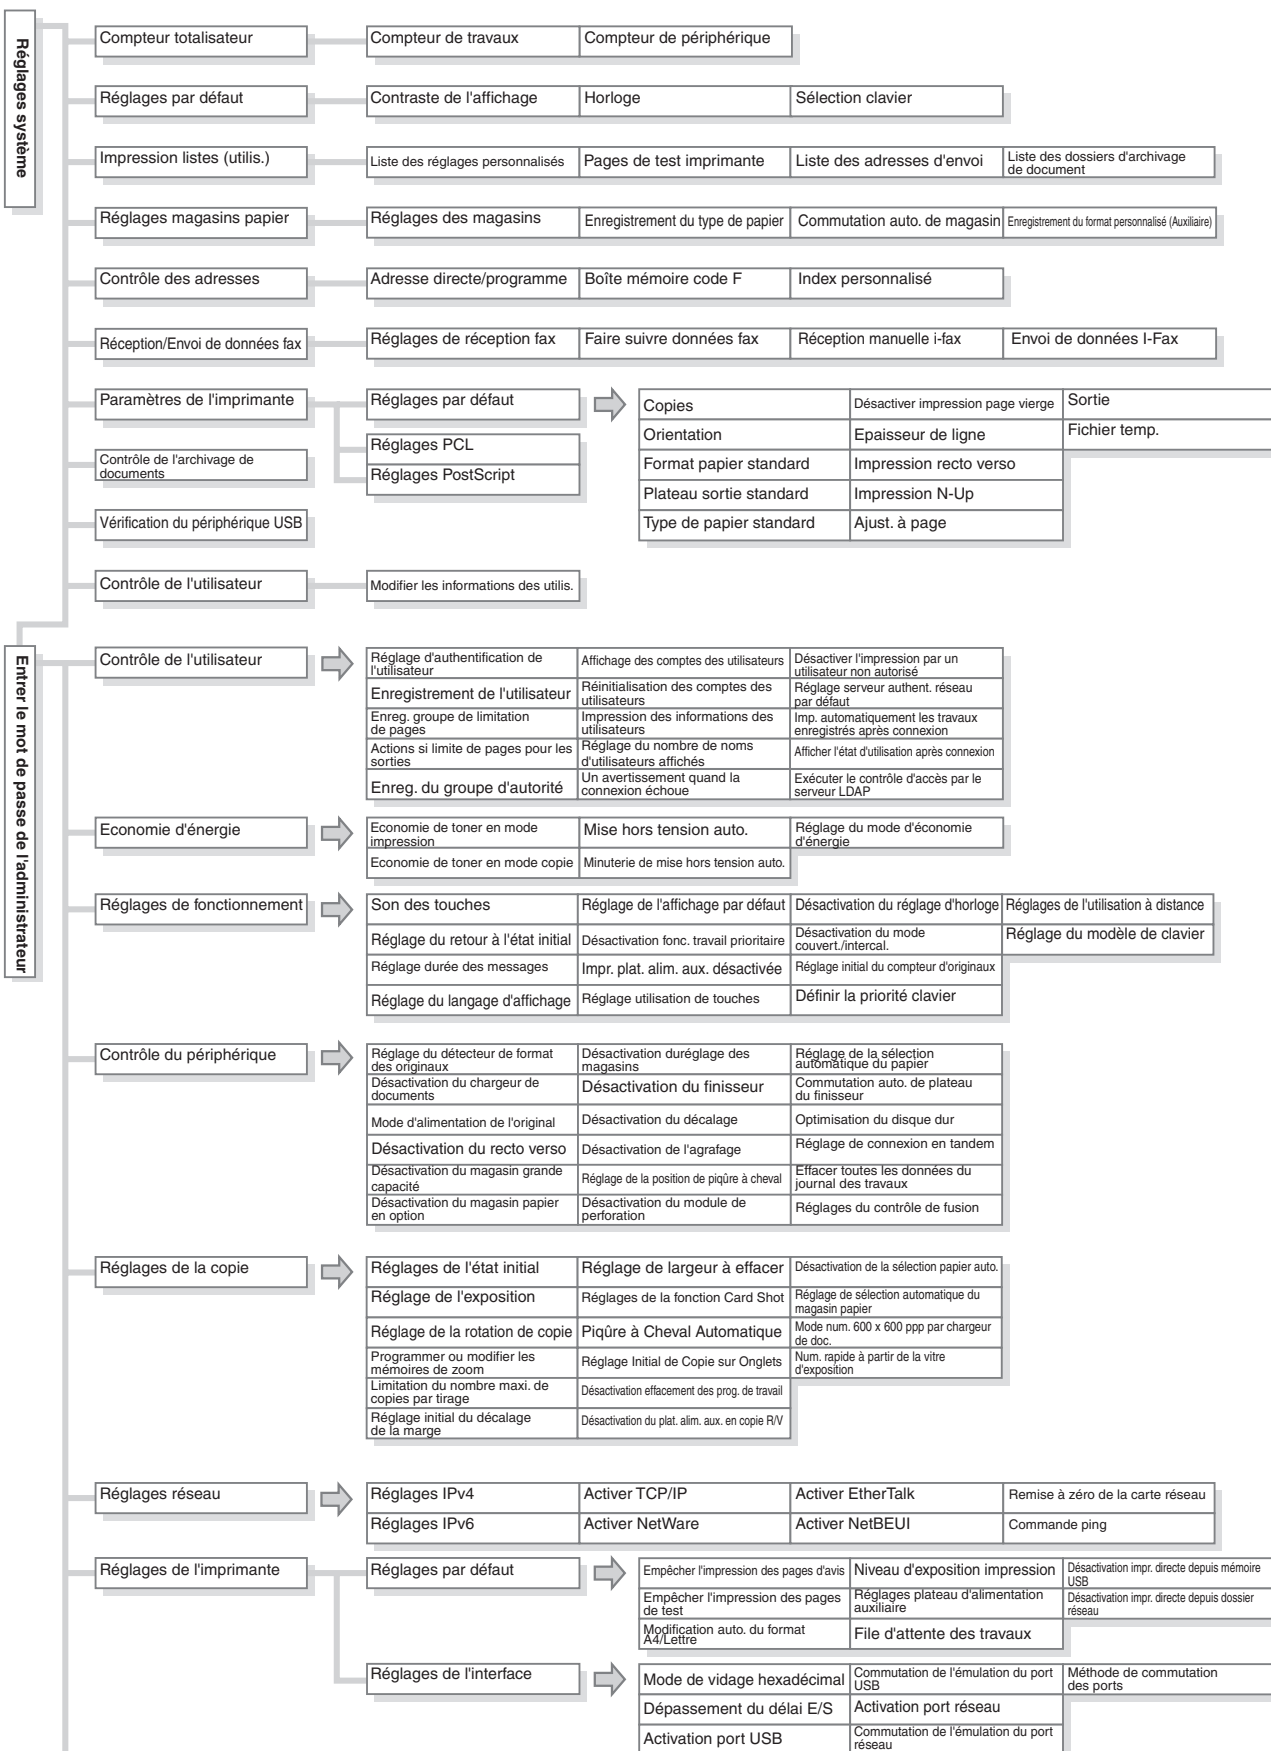 Réglages système
Compteur totalisateur
Compteur de travaux
Compteur de périphérique
Réglages par défaut
Contraste de l'affichage
Horloge
Sélection clavier
Impression listes (utilis.)
Liste des réglages personnalisés
Pages de test imprimante
Liste des adresses d'envoi
Liste des dossiers d'archivage
de document
Réglages magasins papier
Réglages des magasins
Enregistrement du type de papier
Commutation auto. de magasin
Enregistrement du format personnalisé (Auxiliaire)
Contrôle des adresses
Adresse directe/programme
Boîte mémoire code F
Index personnalisé
Réception/Envoi de données fax
Réglages de réception fax
Faire suivre données fax
Réception manuelle i-fax
Envoi de données I-Fax
Paramètres de l'imprimante
Réglages par défaut
Réglages PCL
Réglages PostScript
Copies
Désactiver impression page vierge
Sortie
Orientation
Epaisseur de ligne
Fichier temp.
Format papier standard
Impression recto verso
Plateau sortie standard
Impression N-Up
Type de papier standard
Ajust. à page
Contrôle de l'archivage de
documents
Vérification du périphérique USB
Contrôle de l'utilisateur
Modifier les informations des utilis.
Entrer le mot de passe de l'administrateur
Contrôle de l'utilisateur
Réglage d'authentification de
l'utilisateur
Affichage des comptes des utilisateurs
Désactiver l'impression par un
utilisateur non autorisé
Enregistrement de l'utilisateur
Réinitialisation des comptes des
utilisateurs
Réglage serveur authent. réseau
par défaut
Enreg. groupe de limitation
de pages
Impression des informations des
utilisateurs
Imp. automatiquement les travaux
enregistrés après connexion
Actions si limite de pages pour les
sorties
Réglage du nombre de noms
d'utilisateurs affichés
Afficher l'état d'utilisation après connexion
Enreg. du groupe d'autorité
Un avertissement quand la
connexion échoue
Exécuter le contrôle d'accès par le
serveur LDAP
Economie d'énergie
Economie de toner en mode
impression
Mise hors tension auto.
Réglage du mode d'économie
d'énergie
Economie de toner en mode copie
Minuterie de mise hors tension auto.
Réglages de fonctionnement
Son des touches
Réglage de l'affichage par défaut
Désactivation du réglage d'horloge
Réglages de l'utilisation à distance
Réglage du retour à l'état initial
Désactivation fonc. travail prioritaire
Désactivation du mode
couvert./intercal.
Réglage du modèle de clavier
Réglage durée des messages
Impr. plat. alim. aux. désactivée
Réglage initial du compteur d'originaux
Réglage du langage d'affichage
Réglage utilisation de touches
Définir la priorité clavier
Contrôle du périphérique
Réglage du détecteur de format
des originaux
Désactivation duréglage des
magasins
Réglage de la sélection
automatique du papier
Désactivation du chargeur de
documents
Désactivation du finisseur
Commutation auto. de plateau
du finisseur
Mode d'alimentation de l'original
Désactivation du décalage
Optimisation du disque dur
Désactivation du recto verso
Désactivation de l'agrafage
Réglage de connexion en tandem
Désactivation du magasin grande
capacité
Réglage de la position de piqûre à cheval
Effacer toutes les données du
journal des travaux
Désactivation du magasin papier
en option
Désactivation du module de
perforation
Réglages du contrôle de fusion
Réglages de la copie
Réglages de l'état initial
Réglage de largeur à effacer
Désactivation de la sélection papier auto.
Réglage de l'exposition
Réglages de la fonction Card Shot
Réglage de sélection automatique du
magasin papier
Réglage de la rotation de copie
Piqûre à Cheval Automatique
Mode num. 600 x 600 ppp par chargeur
de doc.
Programmer ou modifier les
mémoires de zoom
Réglage Initial de Copie sur Onglets
Num. rapide à partir de la vitre
d'exposition
Limitation du nombre maxi. de
copies par tirage
Désactivation effacement des prog. de travail
Réglage initial du décalage
de la marge
Désactivation du plat. alim. aux. en copie R/V
Réglages réseau
Réglages IPv4
Activer TCP/IP
Activer EtherTalk
Remise à zéro de la carte réseau
Réglages IPv6
Activer NetWare
Activer NetBEUI
Commande ping
Réglages de l'imprimante
Réglages par défaut
Empêcher l'impression des pages d'avis
Niveau d'exposition impression
Désactivation impr. directe depuis mémoire
USB
Empêcher l'impression des pages
de test
Réglages plateau d'alimentation
auxiliaire
Désactivation impr. directe depuis dossier
réseau
Modification auto. du format
A4/Lettre
File d'attente des travaux
Réglages de l'interface
Mode de vidage hexadécimal
Commutation de l'émulation du port
USB
Méthode de commutation
des ports
Dépassement du délai E/S
Activation port réseau
Activation port USB
Commutation de l'émulation du port
réseau